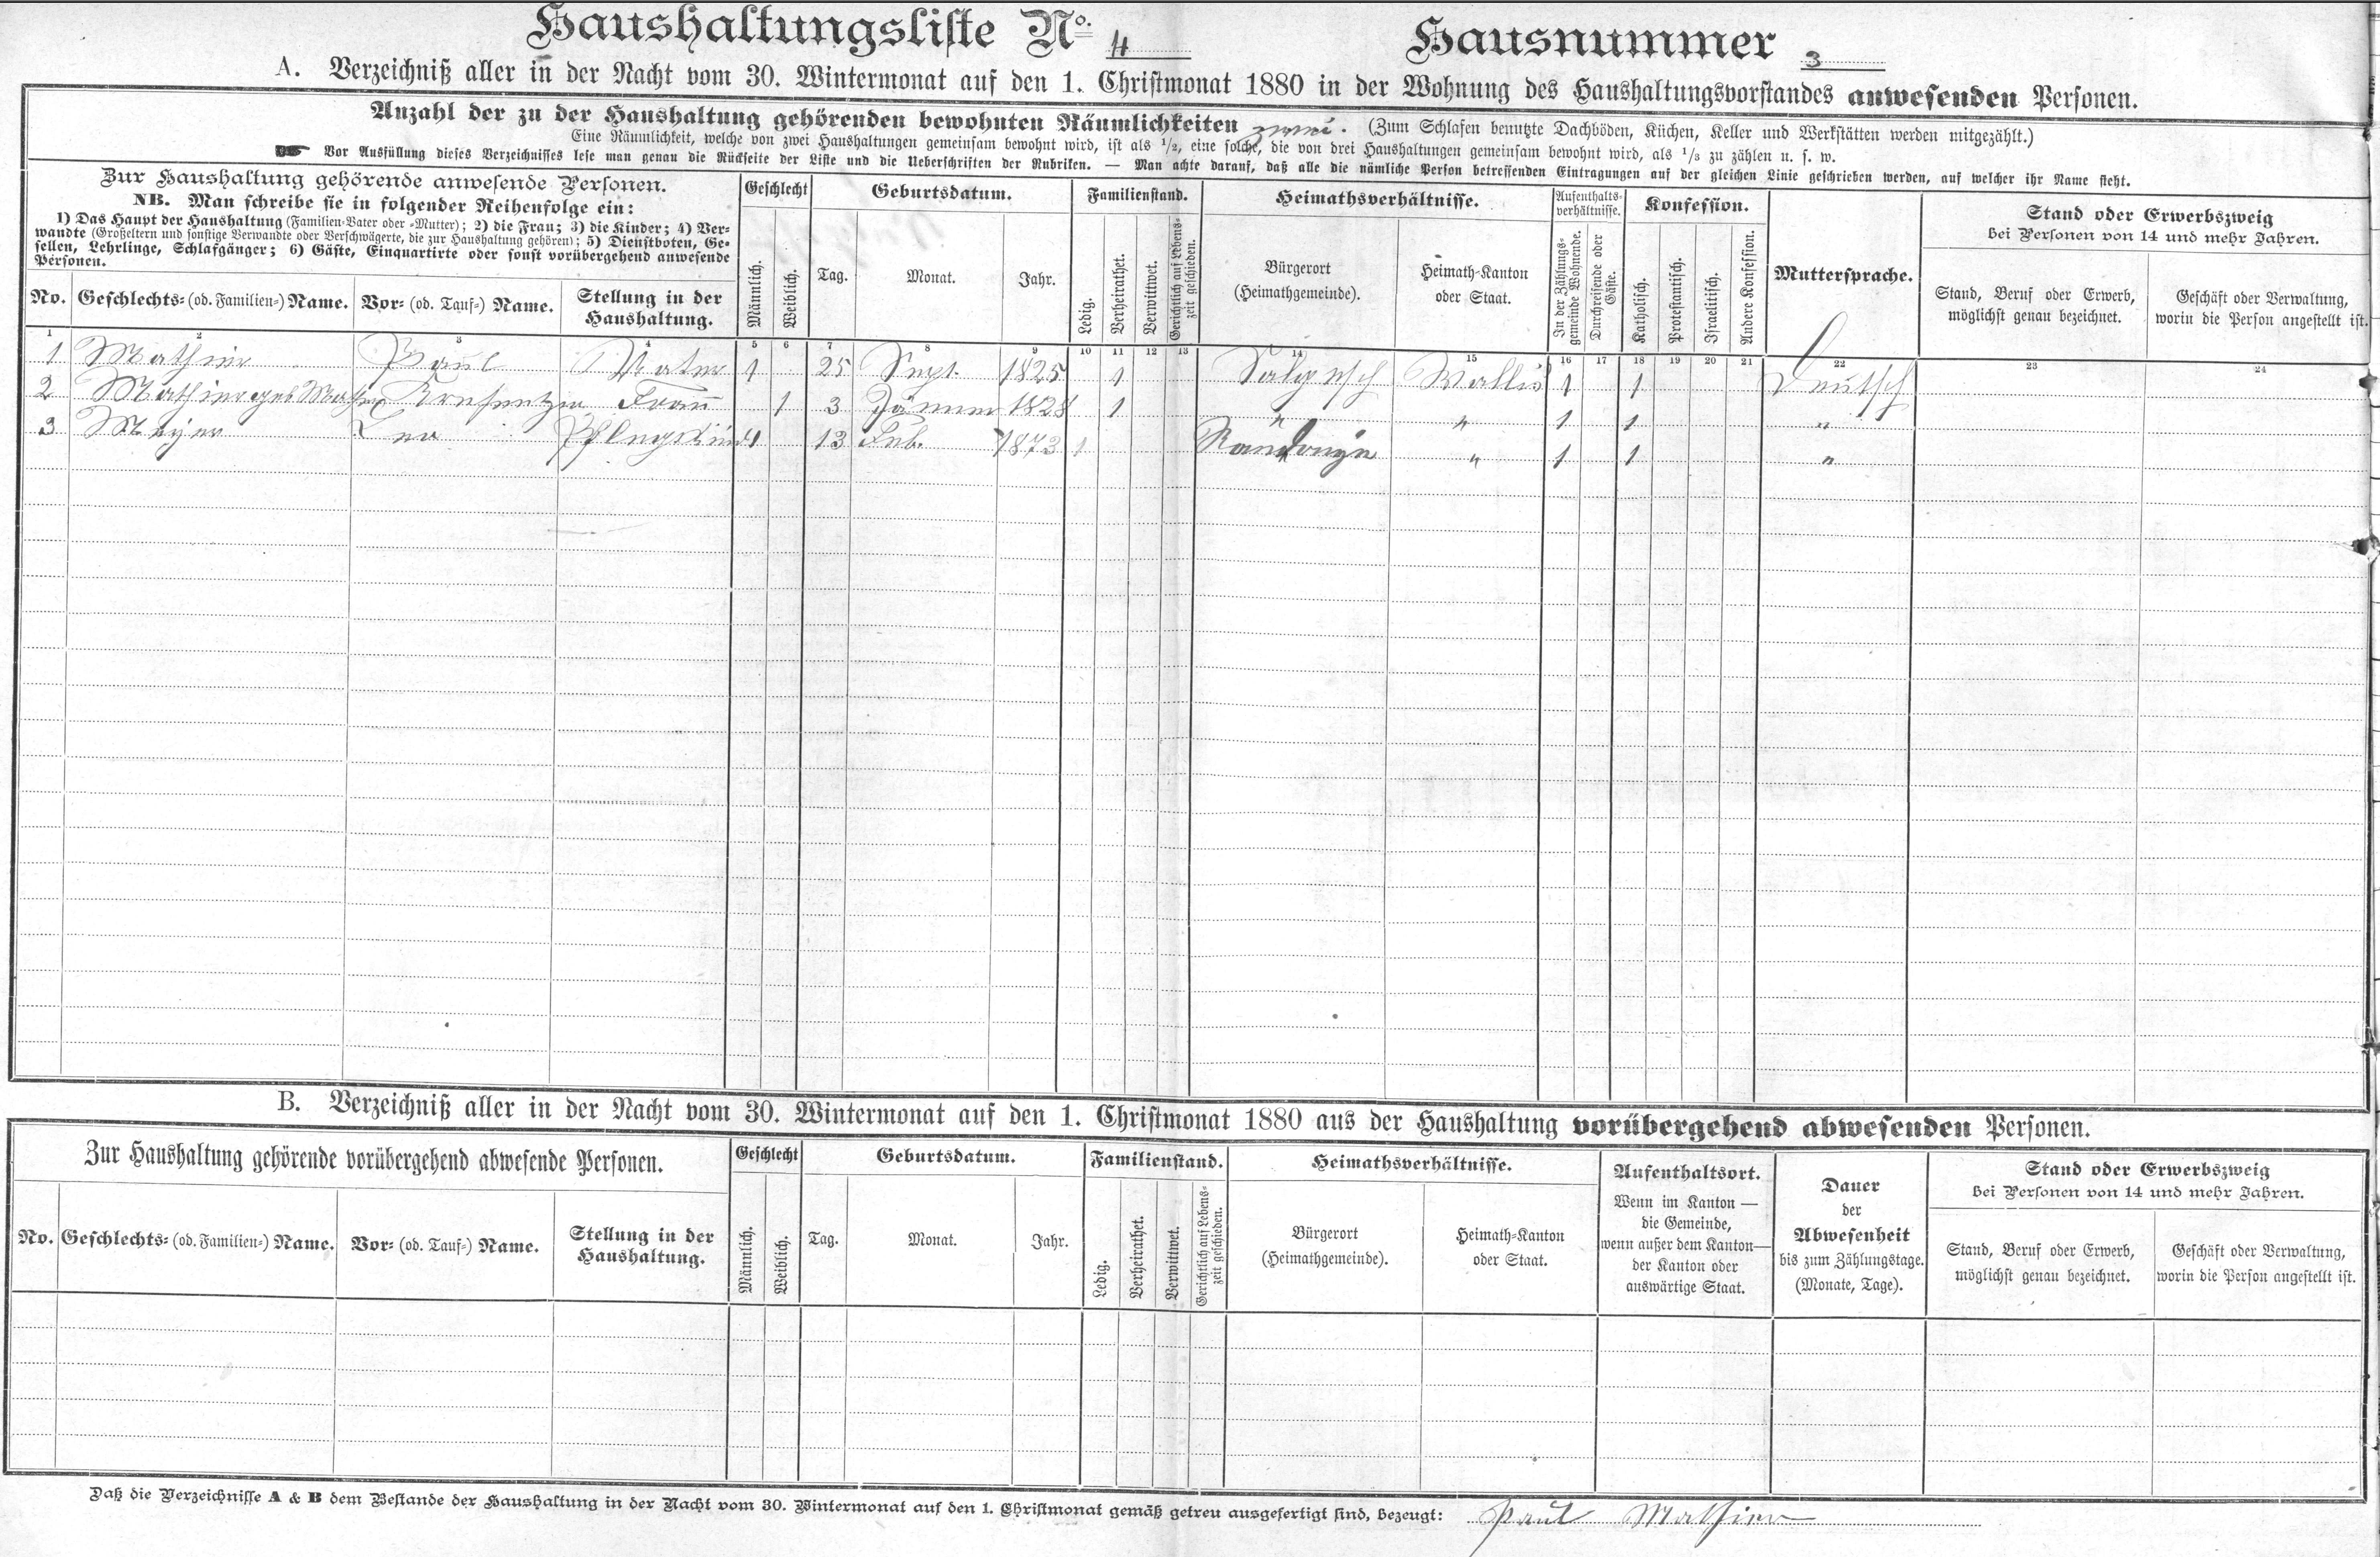 Haushaltungsliste No. 4 Hausnummer 3
A. Verzeichniß aller in der Nacht vom 30. Wintermonat auf den 1. Christmonat 1880 in der Wohnung des Haushaltungsvorstandes anwesenden Personen.
Anzahl der zu der Haushaltung gehörenden bewohnten Räumlichkeiten zwei. (Zum Schlafen benutzte Dachböden, Küchen, Keller und Werkstätten werden mitgezählt.)
Eine Räumlichkeit, welche von zwei Haushaltungen gemeinsam bewohnt wird, ist als 1/2, eine solche, die von drei Haushaltungen gemeinsam bewohnt wird, als 1/3 zu zählen u. s. w.
Vor Ausfüllung dieses Verzeichnisses lese man genau die Rückseite der Liste und die Ueberschriften der Rubriken. — Man achte darauf, daß alle die nämliche Person betreffenden Eintragungen auf der gleichen Linie geschrieben werden, auf welcher ihr Name steht.
Zur Haushaltung gehörende anwesende Personen.
NB. Man schreibe sie in folgender Reihenfolge ein:
1) Das Haupt der Haushaltung (Familien-Vater oder -Mutter); 2) die Frau; 3) die Kinder; 4) Ver-
wandte (Großeltern und sonstige Verwandte oder Verschwägerte, die zur Haushaltung gehören); 5) Dienstboten, Ge-
sellen, Lehrlinge, Schlafgänger; 6) Gäste, Einquartirte oder sonst vorübergehend anwesende
Personen.
No. Geschlechts- (od. Familien-) Name. Vor- (od. Tauf-) Name. Stellung in der
Haushaltung.
Geschlecht
Männlich. Weiblich.
Geburtsdatum.
Tag. Monat. Jahr.
Familienstand.
Ledig. Verheirathet. Verwittwet. Gerichtlich auf Lebens-
zeit geschieden.
Heimathsverhältnisse.
Bürgerort
(Heimathgemeinde).
Heimath-Kanton
oder Staat.
Aufenthalts-
verhältnisse.
In der Zählungs-
gemeinde Wohnende.
Durchreisende oder
Gäste.
Konfession.
Katholisch. Protestantisch. Israelitisch. Andere Konfession.
Muttersprache.
Stand oder Erwerbszweig
bei Personen von 14 und mehr Jahren.
Stand, Beruf oder Erwerb,
möglichst genau bezeichnet.
Geschäft oder Verwaltung,
worin die Person angestellt ist.
1 2 3 4 5 6 7 8 9 10 11 12 13 14 15 16 17 18 19 20 21 22 23 24
1 Mathier Paul Vater 1 25 Sept. 1825 1 Salgesch Wallis 1 1 Deutsch
2 Mathier geb Mathier Kresenzia Frau 1 3 Jänner 1828 1 " " 1 1 "
3 Meyer Leo Pflegekind 1 13 Feb. 1873 1 Randonge " 1 1 "
B. Verzeichniß aller in der Nacht vom 30. Wintermonat auf den 1. Christmonat 1880 aus der Haushaltung vorübergehend abwesenden Personen.
Zur Haushaltung gehörende vorübergehend abwesende Personen.
No. Geschlechts- (od. Familien-) Name. Vor- (od. Tauf-) Name. Stellung in der
Haushaltung.
Geschlecht
Männlich. Weiblich.
Geburtsdatum.
Tag. Monat. Jahr.
Familienstand.
Ledig. Verheirathet. Verwittwet. Gerichtlich auf Lebens-
zeit geschieden.
Heimathsverhältnisse.
Bürgerort
(Heimathgemeinde).
Heimath-Kanton
oder Staat.
Aufenthaltsort.
Wenn im Kanton —
die Gemeinde,
wenn außer dem Kanton —
der Kanton oder
auswärtige Staat.
Dauer
der
Abwesenheit
bis zum Zählungstage.
(Monate, Tage).
Stand oder Erwerbszweig
bei Personen von 14 und mehr Jahren.
Stand, Beruf oder Erwerb,
möglichst genau bezeichnet.
Geschäft oder Verwaltung,
worin die Person angestellt ist.
Daß die Verzeichnisse A & B dem Bestande der Haushaltung in der Nacht vom 30. Wintermonat auf den 1. Christmonat gemäß getreu ausgefertigt sind, bezeugt: Paul Mathier